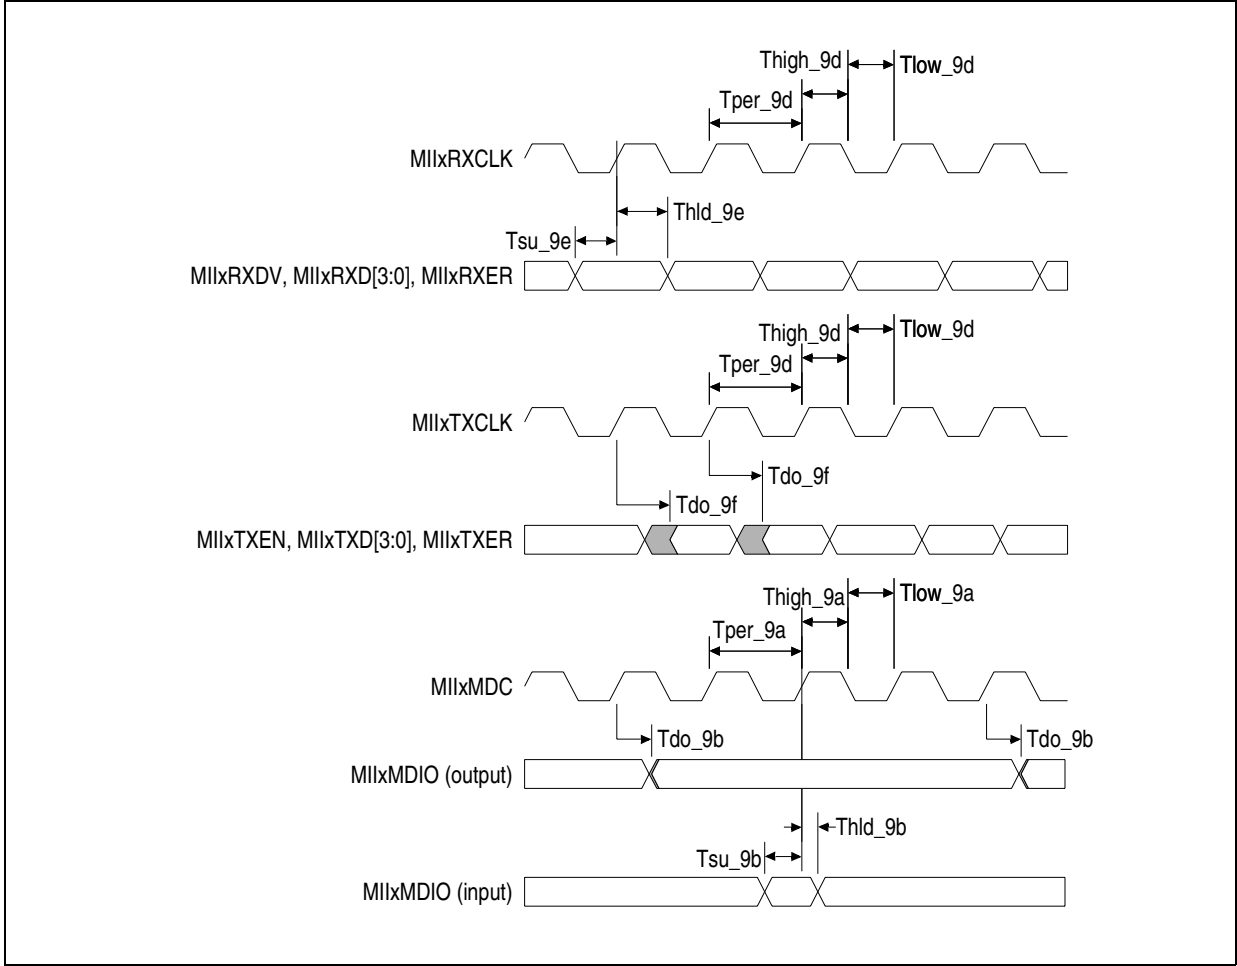 Thigh_9d
Tlow_9d
Tper_9d
MIIxRXCLK
Thld_9e
Tsu_9e
MIIxRXDV, MIIxRXD[3:0], MIIxRXER
Thigh_9d
Tlow_9d
Tper_9d
MIIxTXCLK
Tdo_9f
Tdo_9f
MIIxTXEN, MIIxTXD[3:0], MIIxTXER
Thigh_9a
Tlow_9a
Tper_9a
MIIxMDC
Tdo_9b
Tdo_9b
MIIxMDIO (output)
Thld_9b
Tsu_9b
MIIxMDIO (input)